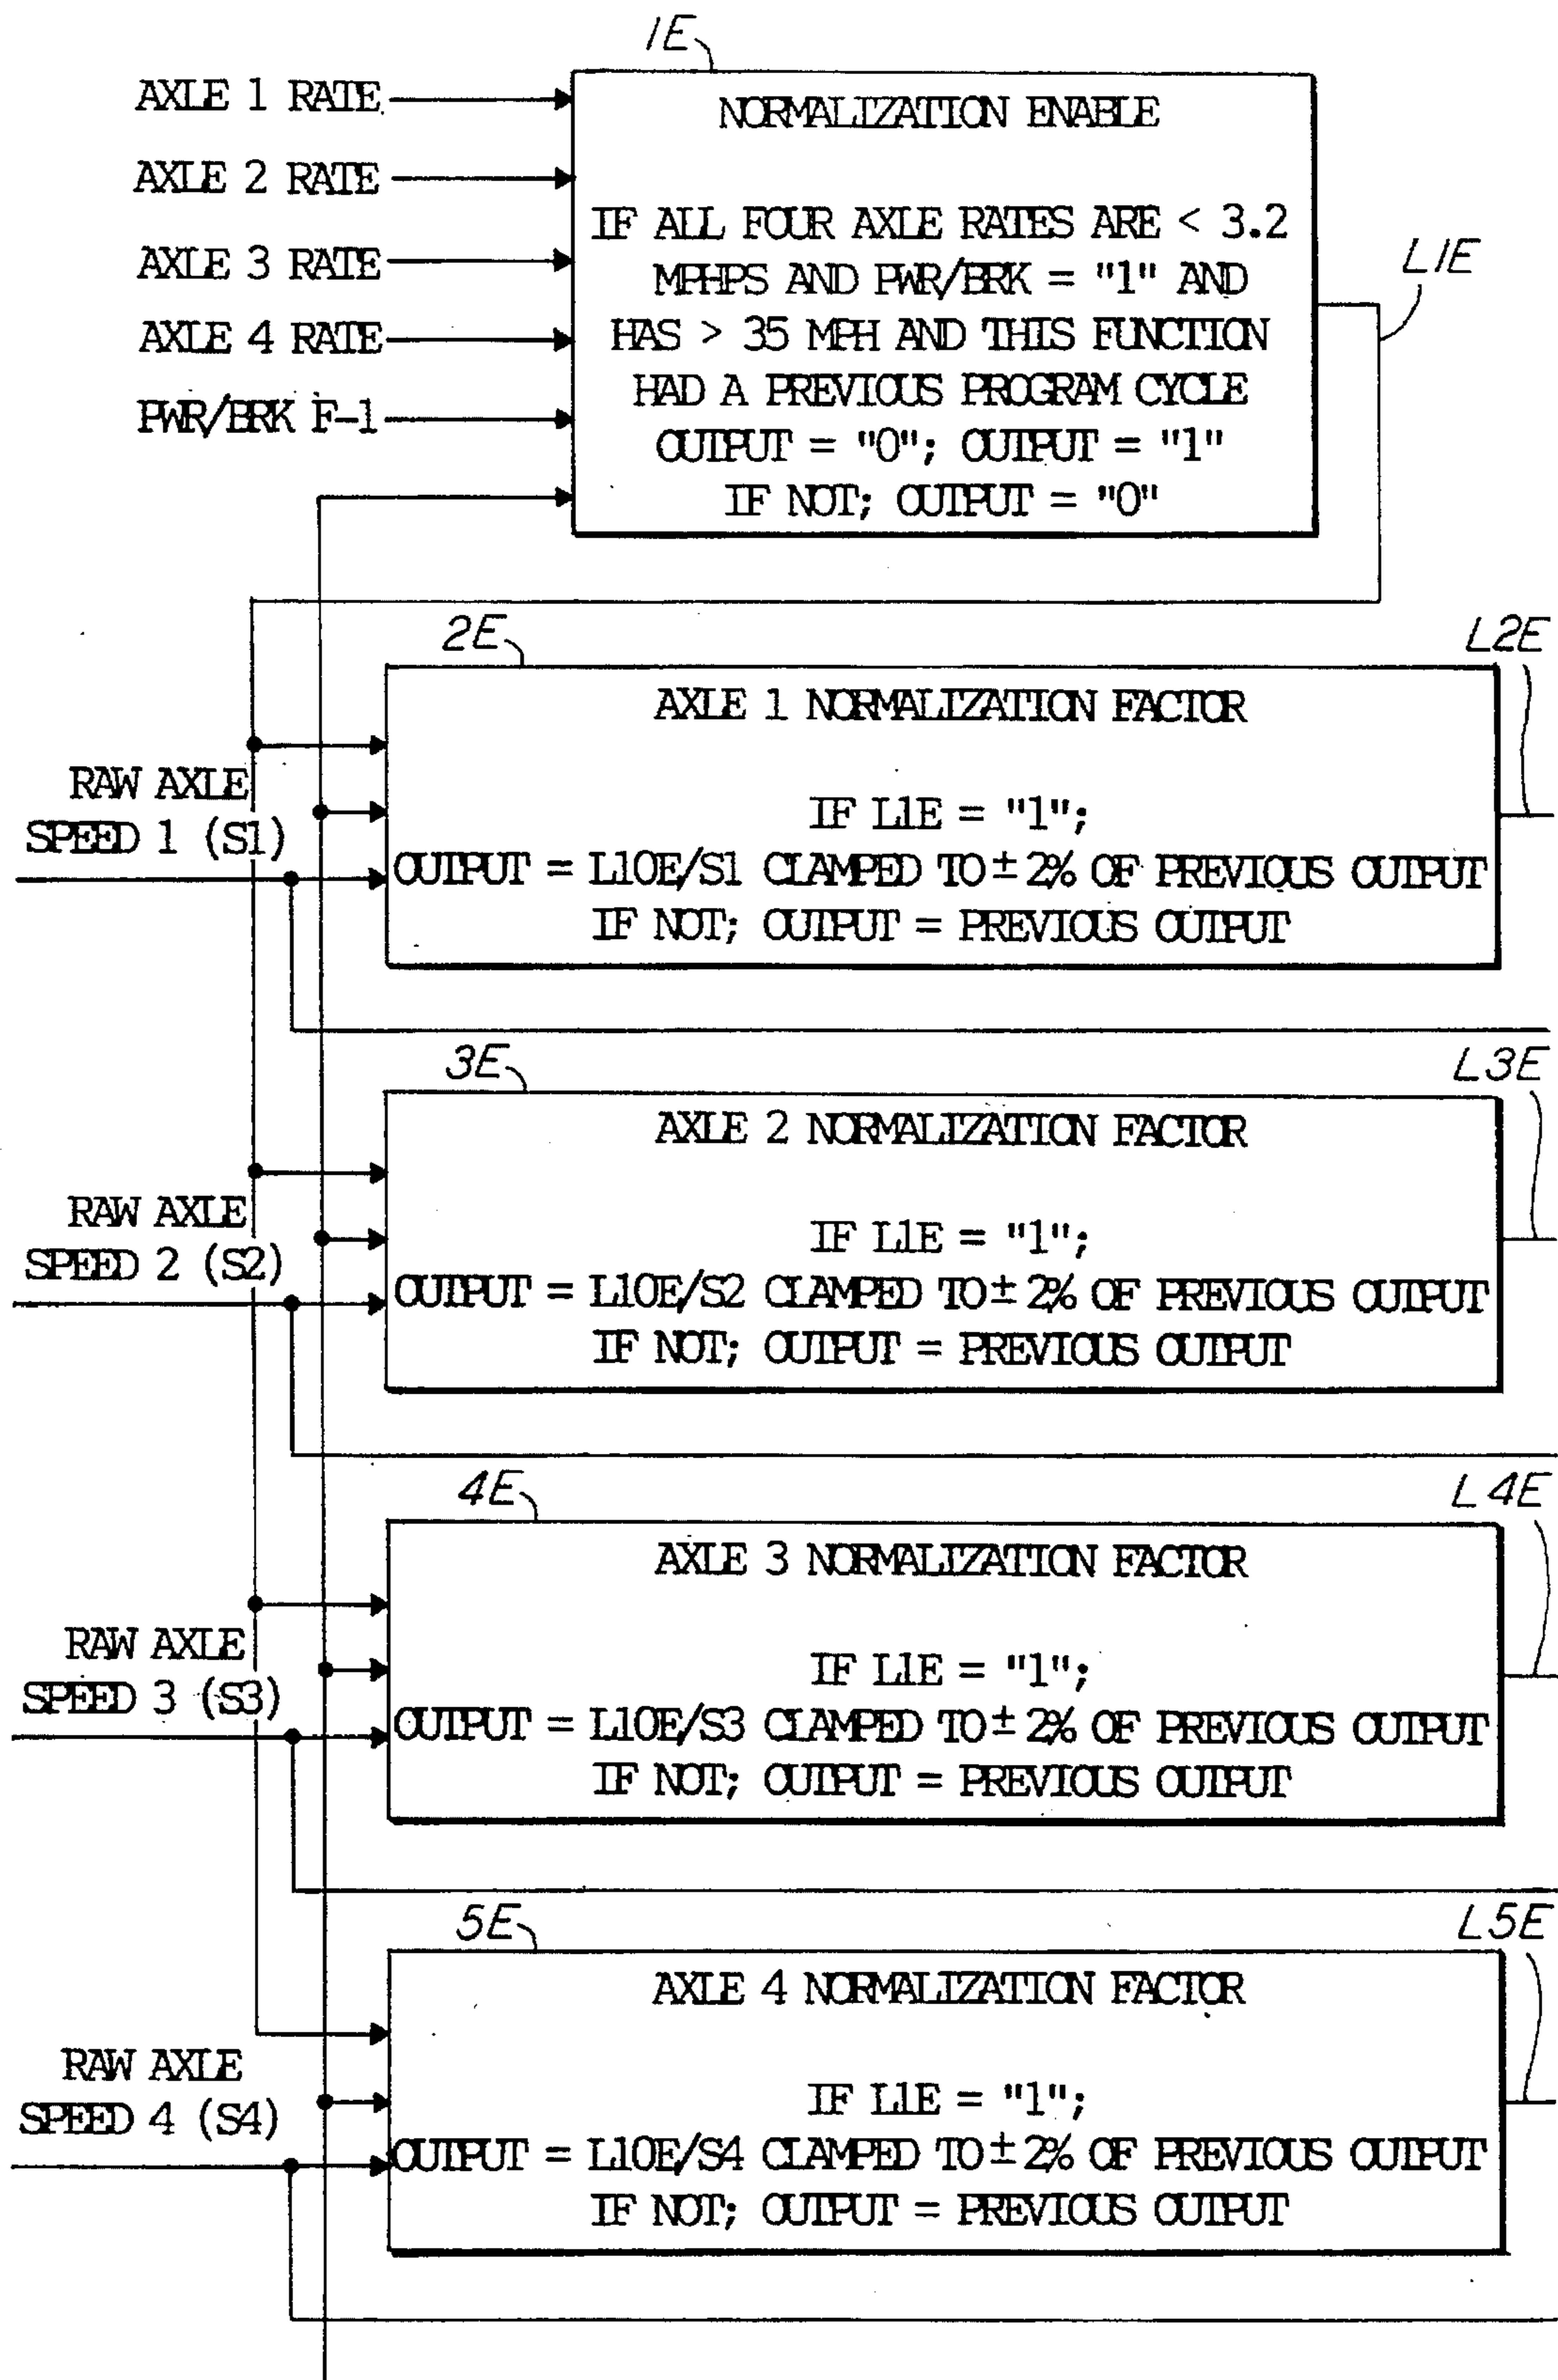 1E
AXLE 1 RATE
AXLE 2 RATE
AXLE 3 RATE
AXLE 4 RATE
PWR/BRK F-1
NORMALIZATION ENABLE
IF ALL FOUR AXLE RATES ARE < 3.2
MPHPS AND PWR/BRK = "1" AND
HAS > 35 MPH AND THIS FUNCTION
HAD A PREVIOUS PROGRAM CYCLE
OUTPUT = "0"; OUTPUT = "1"
IF NOT; OUTPUT = "0"
L1E
2E
L2E
RAW AXLE
SPEED 1 (S1)
AXLE 1 NORMALIZATION FACTOR
IF L1E = "1";
OUTPUT = L10E/S1 CLAMPED TO ± 2% OF PREVIOUS OUTPUT
IF NOT; OUTPUT = PREVIOUS OUTPUT
3E
L3E
RAW AXLE
SPEED 2 (S2)
AXLE 2 NORMALIZATION FACTOR
IF L1E = "1";
OUTPUT = L10E/S2 CLAMPED TO ± 2% OF PREVIOUS OUTPUT
IF NOT; OUTPUT = PREVIOUS OUTPUT
4E
L4E
RAW AXLE
SPEED 3 (S3)
AXLE 3 NORMALIZATION FACTOR
IF L1E = "1";
OUTPUT = L10E/S3 CLAMPED TO ± 2% OF PREVIOUS OUTPUT
IF NOT; OUTPUT = PREVIOUS OUTPUT
5E
L5E
RAW AXLE
SPEED 4 (S4)
AXLE 4 NORMALIZATION FACTOR
IF L1E = "1";
OUTPUT = L10E/S4 CLAMPED TO ± 2% OF PREVIOUS OUTPUT
IF NOT; OUTPUT = PREVIOUS OUTPUT